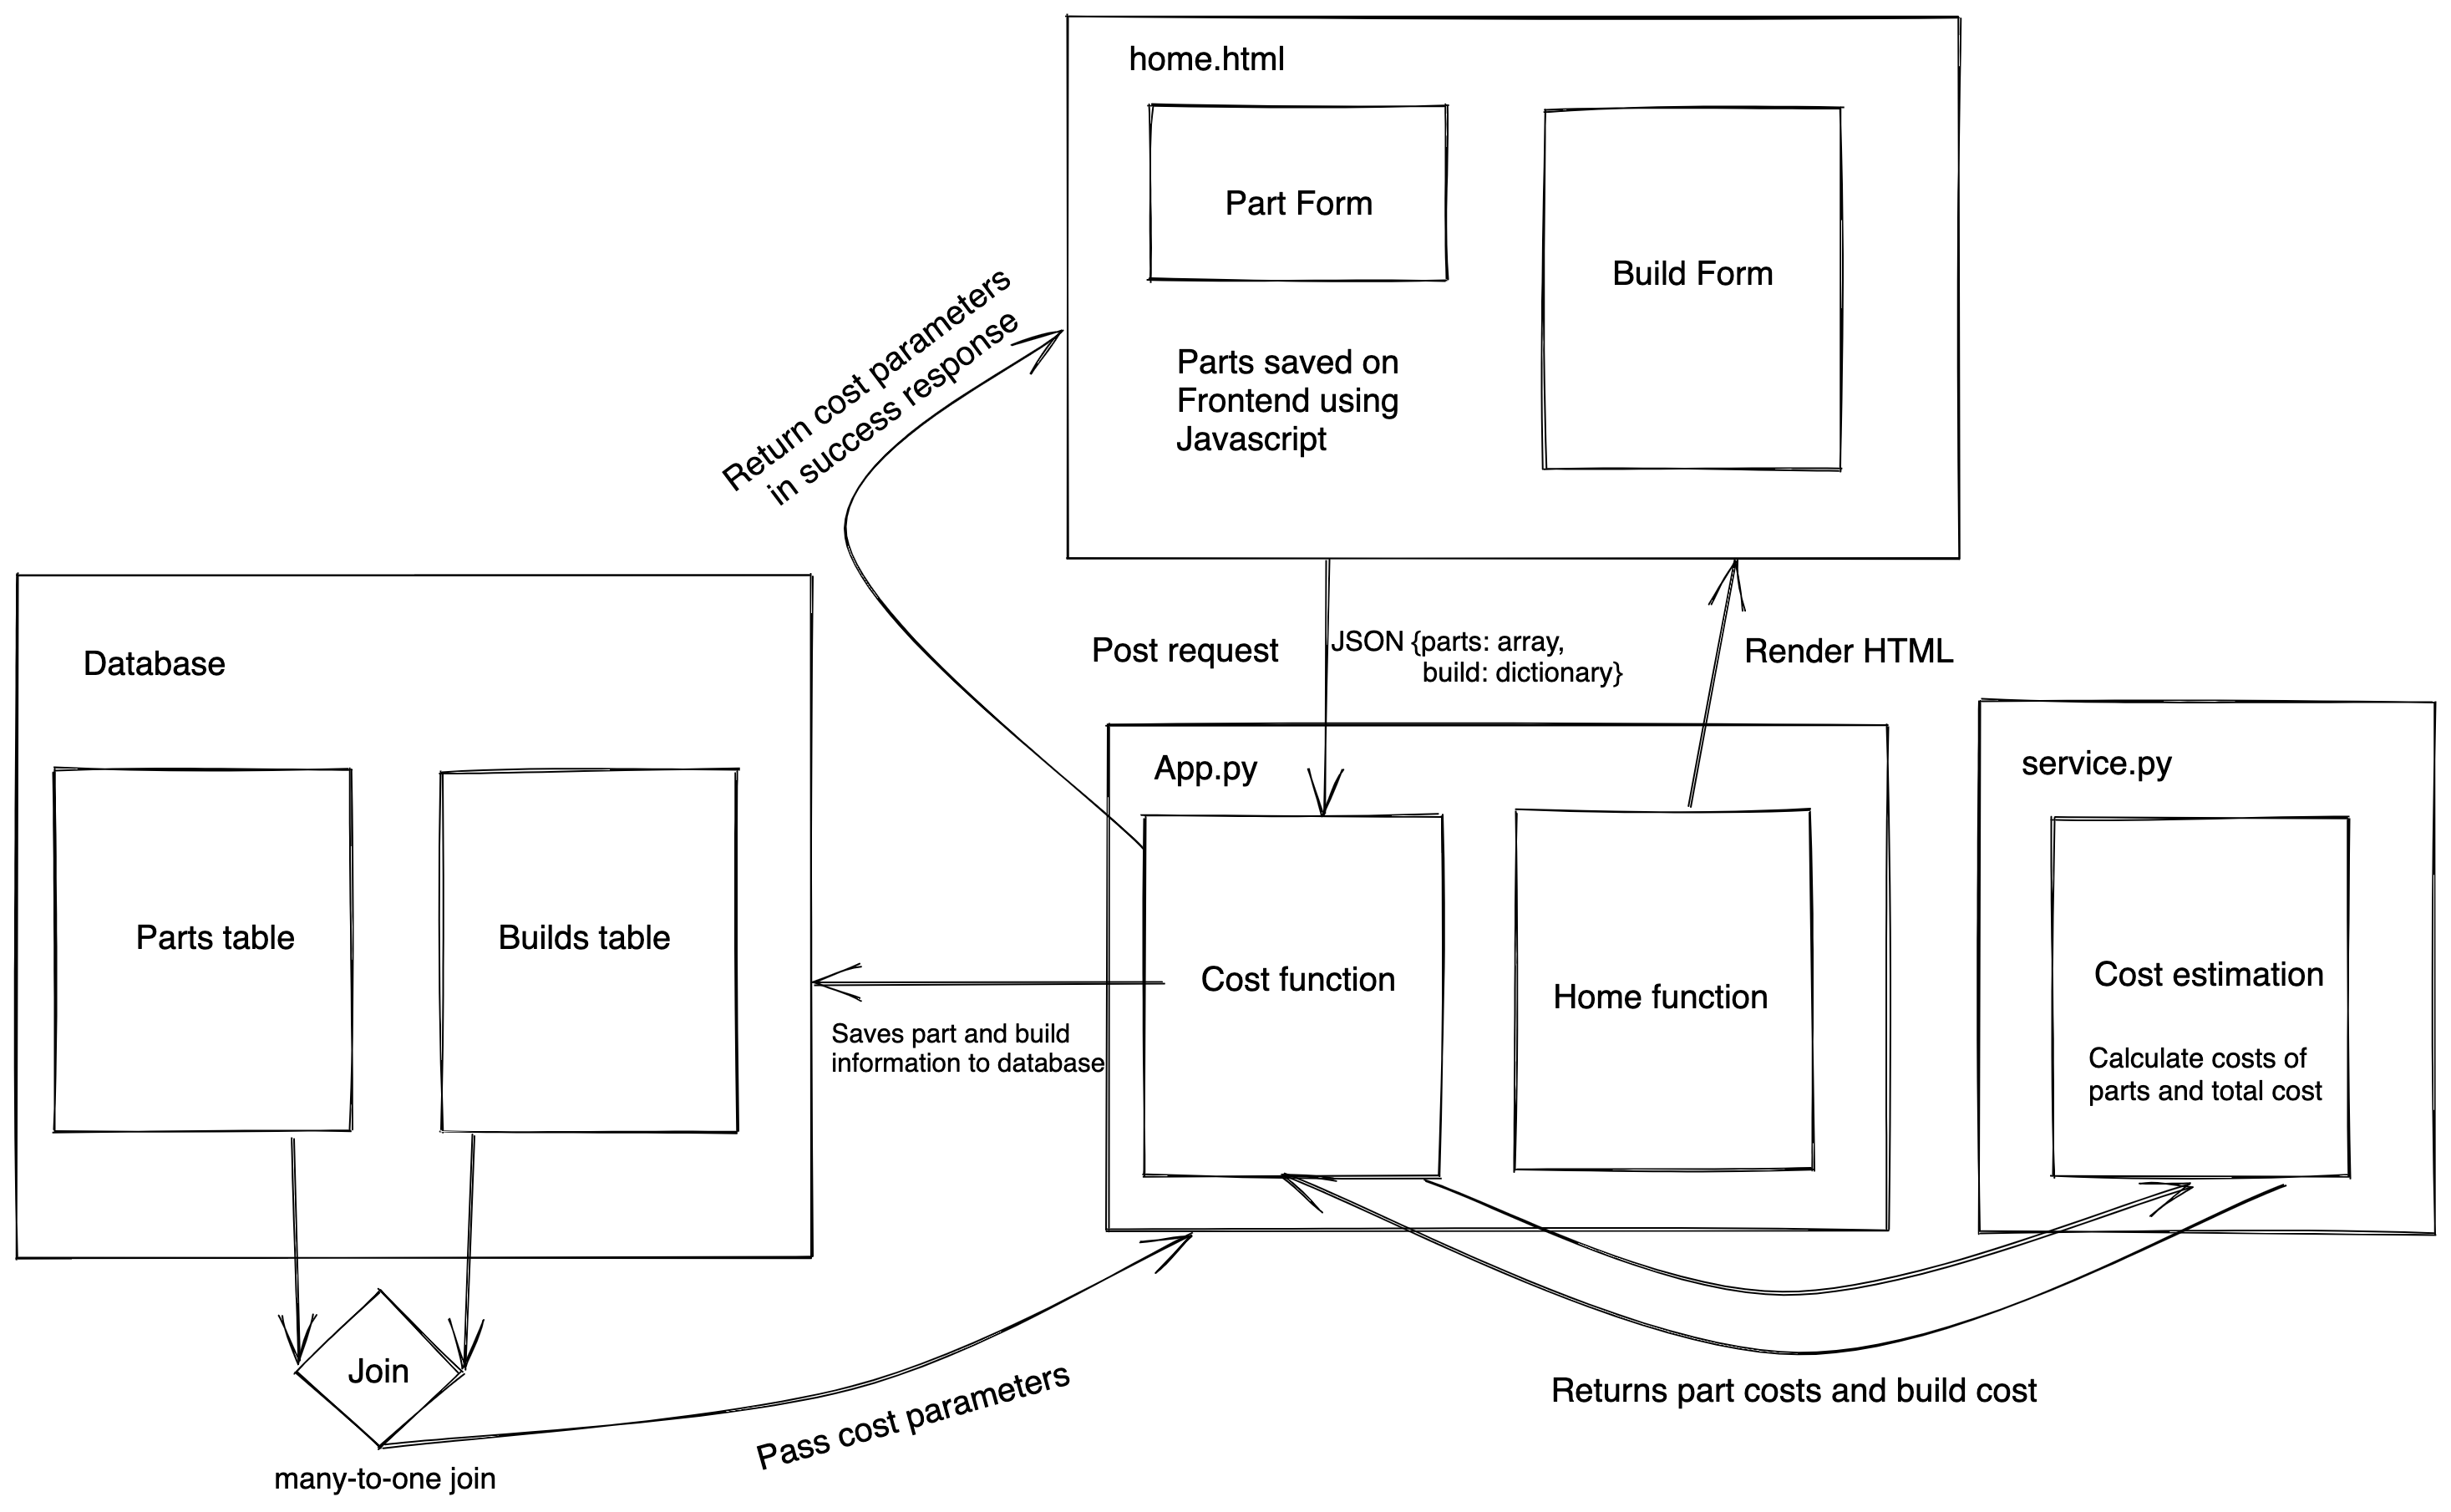 home.html
Part Form
Build Form
Parts saved on
Frontend using
Javascript
Return cost parameters
in success response
Post request
JSON {parts: array,
build: dictionary}
Render HTML
Database
Parts table
Builds table
App.py
Cost function
Home function
service.py
Cost estimation
Calculate costs of
parts and total cost
Saves part and build
information to database
Join
many-to-one join
Pass cost parameters
Returns part costs and build cost